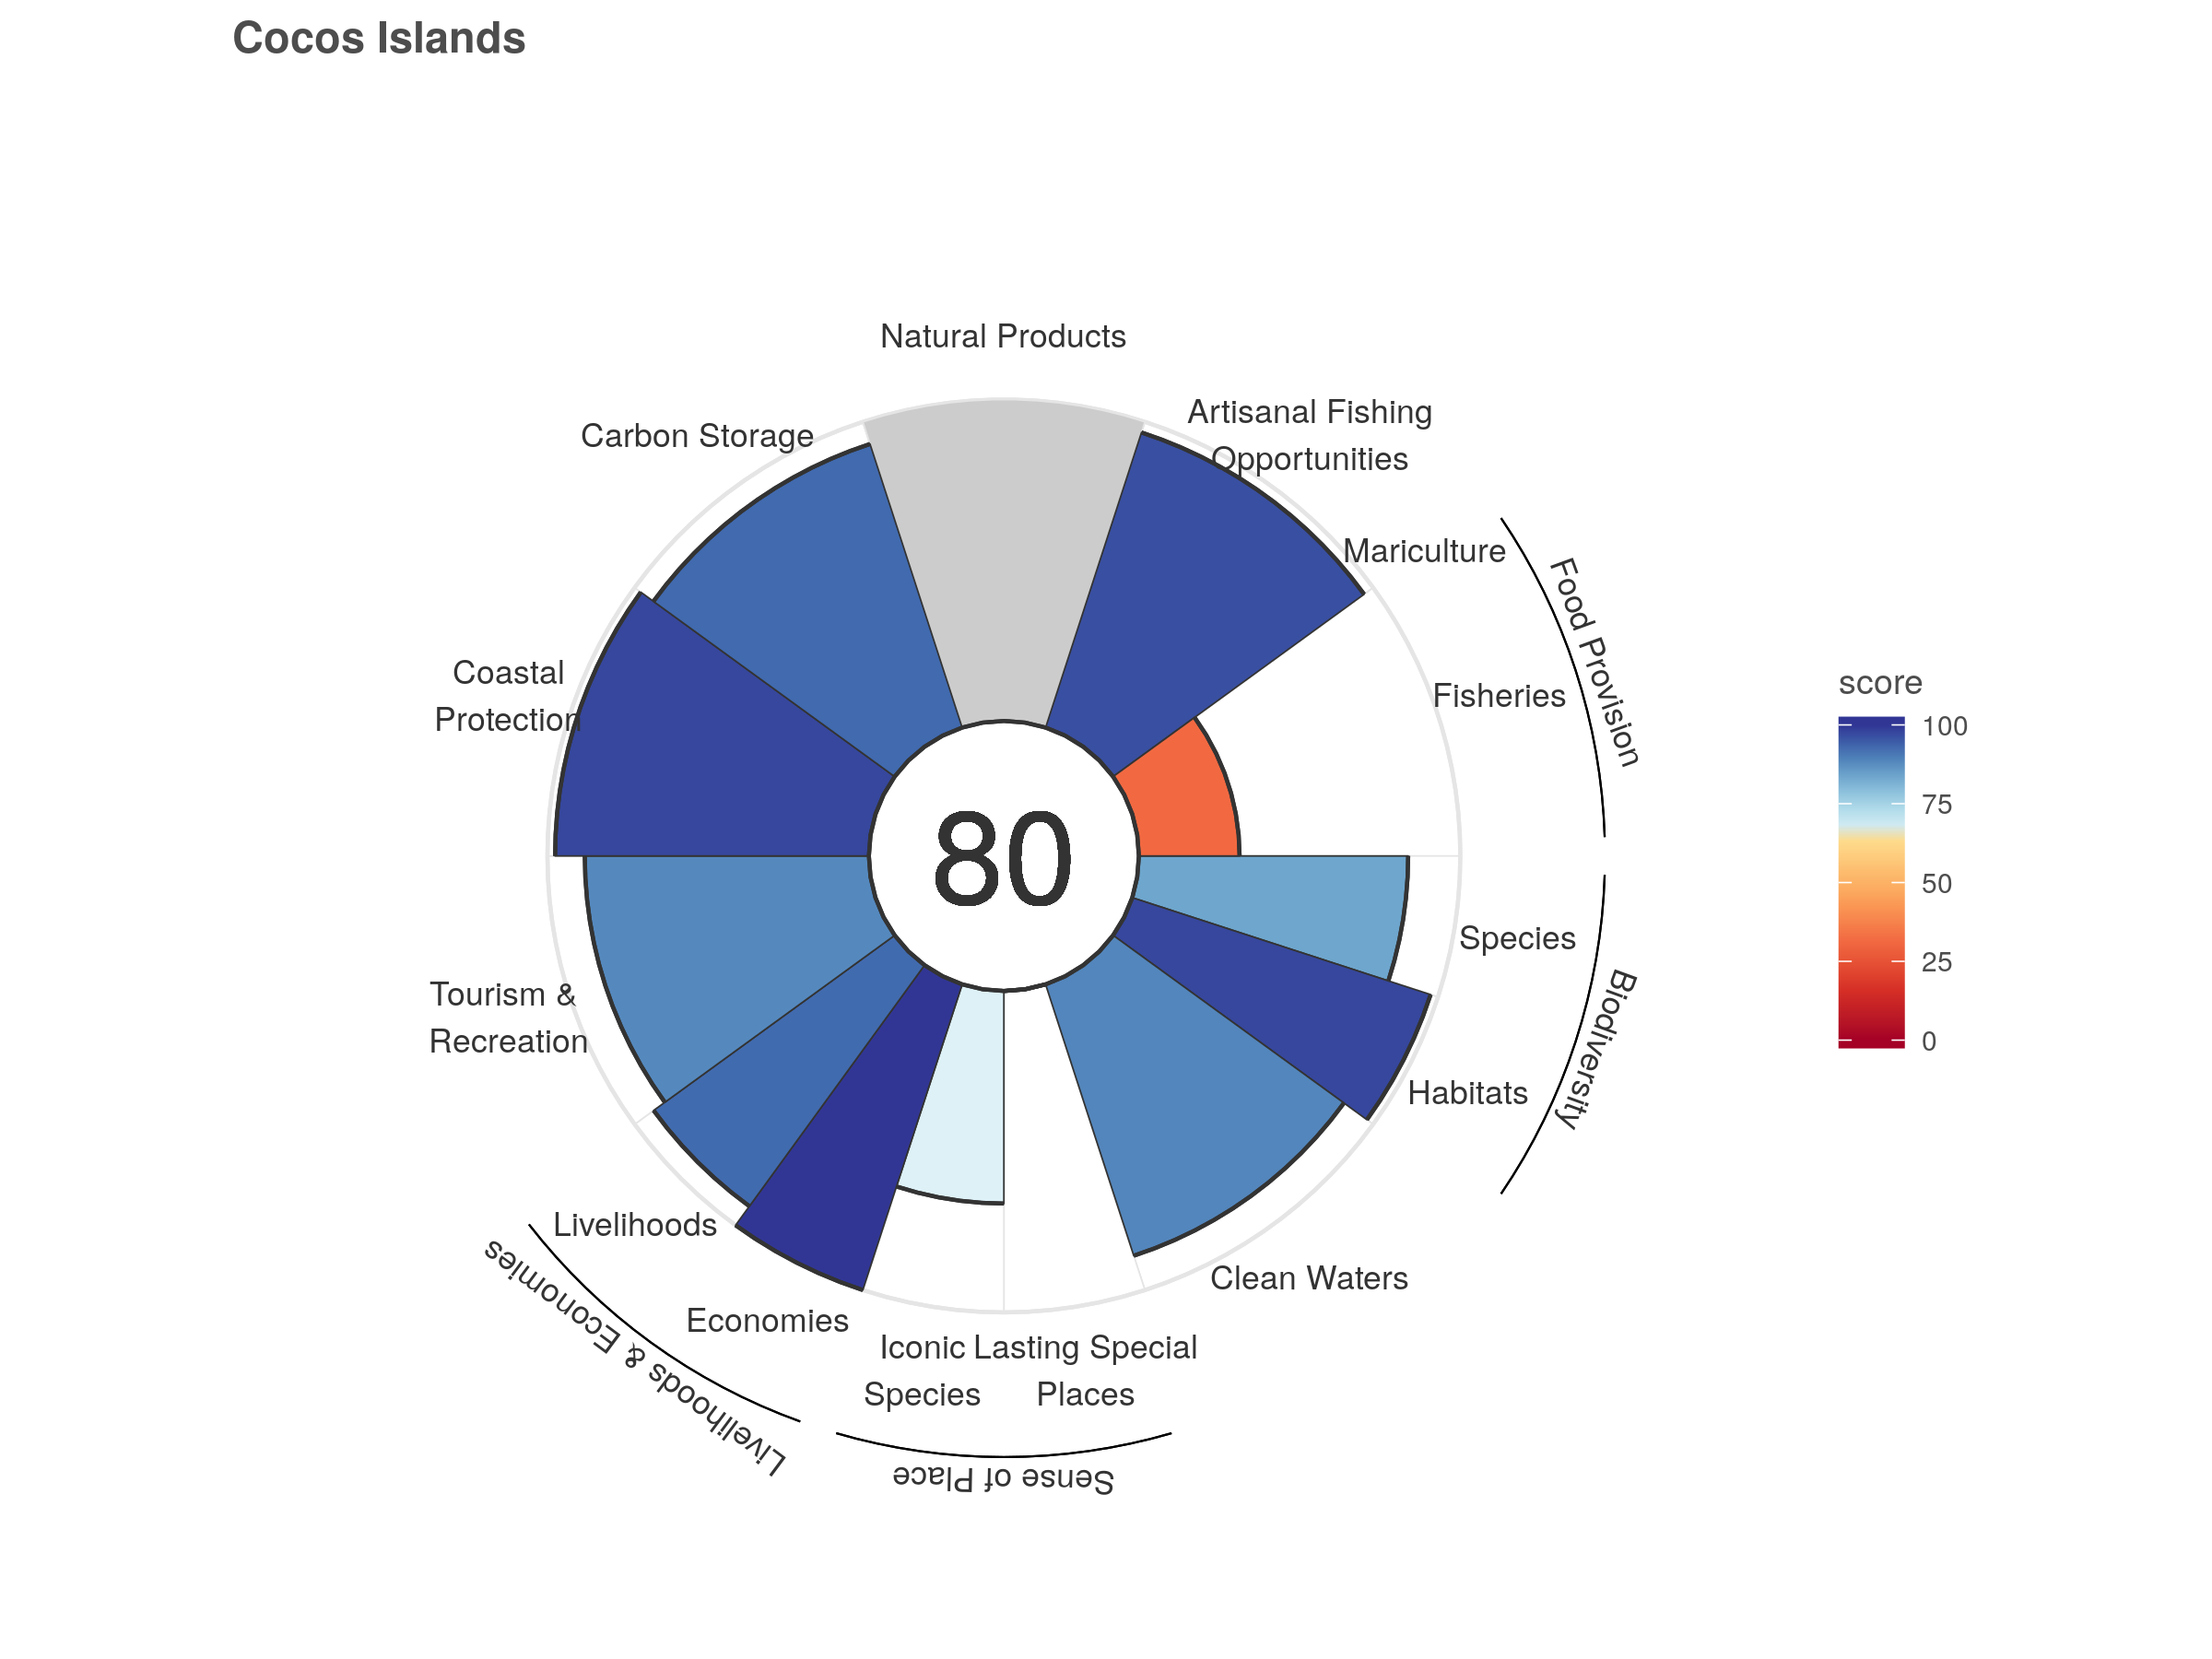 Cocos Islands
Natural Products
Artisanal Fishing
Opportunities
Carbon Storage
Mariculture
Food Provision
Fisheries
Coastal
Protection
score
100
75
50
25
0
80
Species
Biodiversity
Tourism &
Recreation
Habitats
Livelihoods
Clean Waters
Economies
Livelihoods & Economies
Iconic
Species
Lasting Special
Places
Sense of Place